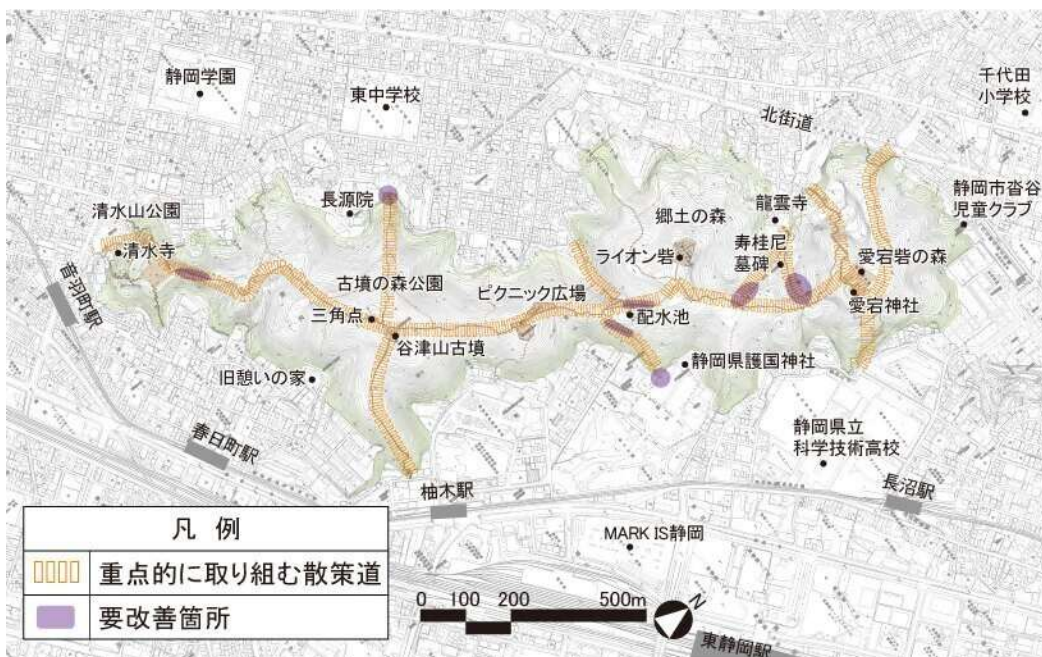 静岡学園
東中学校
千代田
小学校
北街道
長源院
清水山公園
清水寺
音羽町駅
郷土の森
龍雲寺
静岡市沓谷
児童クラブ
ライオン砦
寿桂尼
墓碑
愛宕砦の森
古墳の森公園
ピクニック広場
三角点
配水池
愛宕神社
谷津山古墳
静岡県護国神社
旧憩いの家
春日町駅
静岡県立
科学技術高校
柚木駅
長沼駅
MARK IS静岡
凡 例
重点的に取り組む散策道
要改善箇所
0 100 200 500m
N
東静岡駅